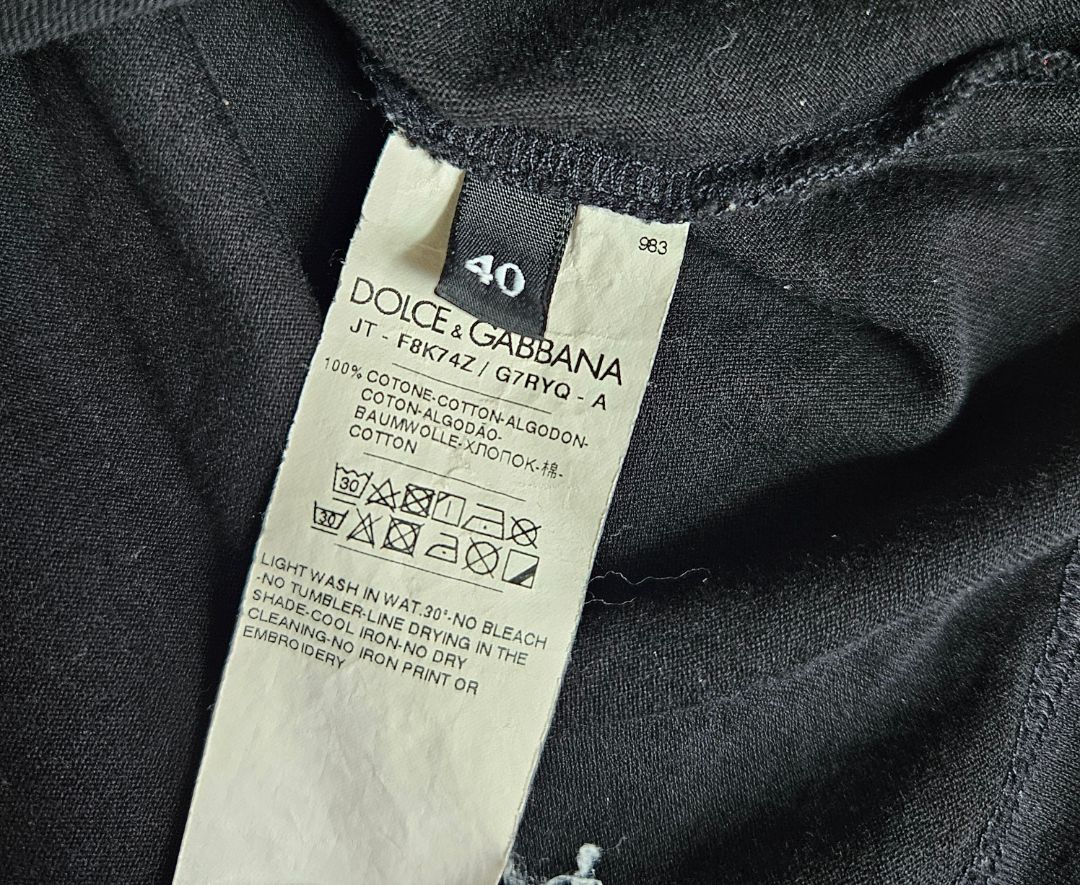 983
40
DOLCE & GABBANA
JT - F8K74Z / G7RYQ - A
100% COTONE-COTTON-ALGODON-
COTON-ALGODÃO-
BAUMWOLLE-ХЛОПОК-棉-
COTTON
30
30
LIGHT WASH IN WAT.30°-NO BLEACH
-NO TUMBLER-LINE DRYING IN THE
SHADE-COOL IRON-NO DRY
CLEANING-NO IRON PRINT OR
EMBROIDERY